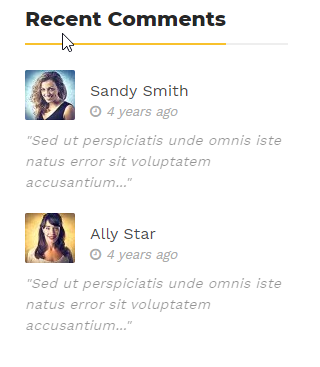 Recent Comments
Sandy Smith
4 years ago
"Sed ut perspiciatis unde omnis iste
natus error sit voluptatem
accusantium..."
Ally Star
4 years ago
"Sed ut perspiciatis unde omnis iste
natus error sit voluptatem
accusantium..."